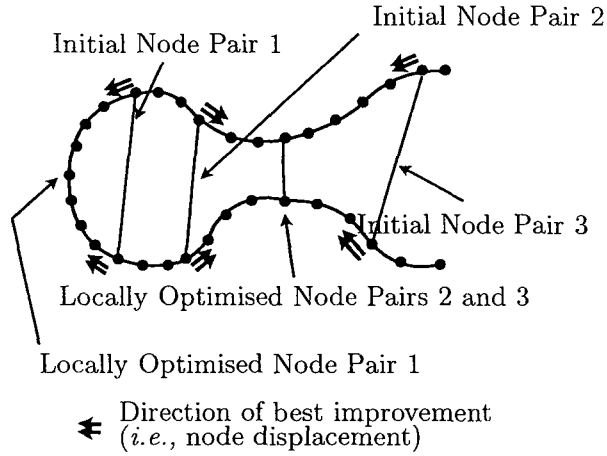 Initial Node Pair 2
Initial Node Pair 1
Initial Node Pair 3
Locally Optimised Node Pairs 2 and 3
Locally Optimised Node Pair 1
Direction of best improvement
(i.e., node displacement)